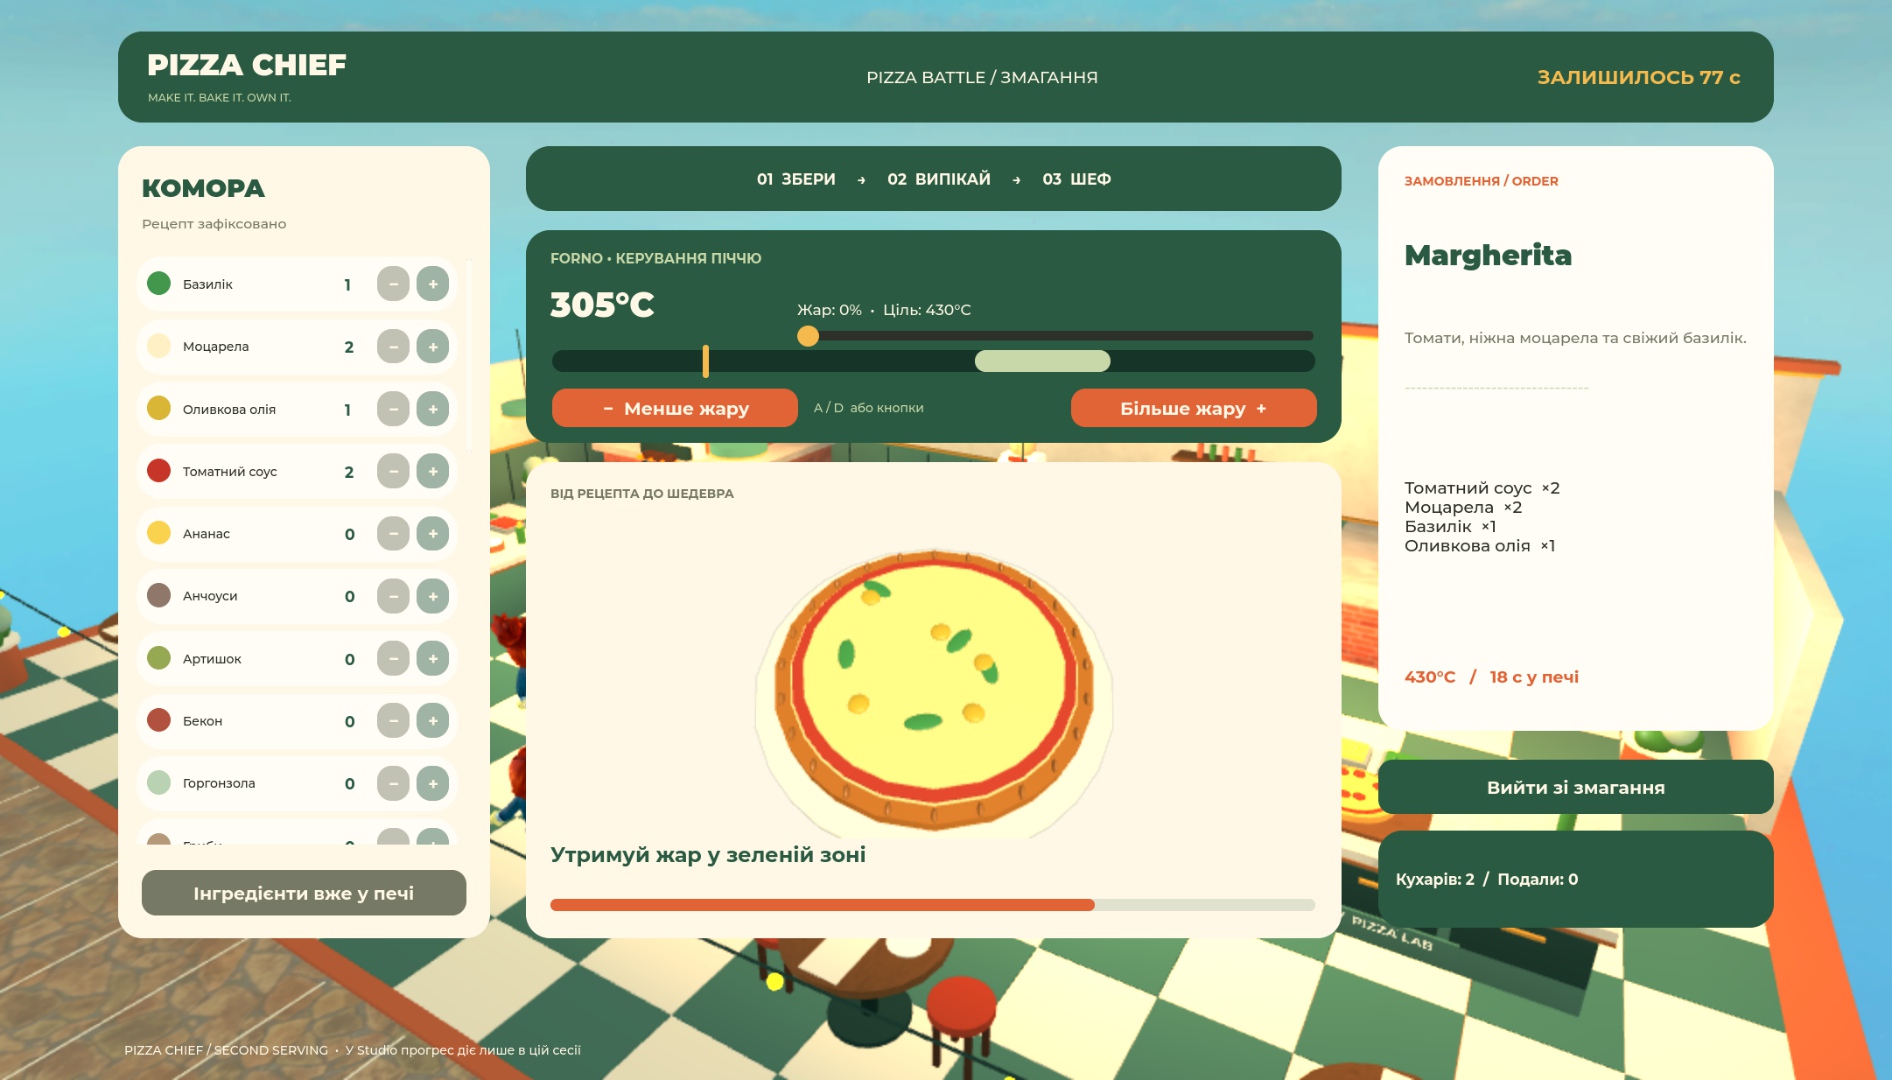 PIZZA CHIEF
MAKE IT. BAKE IT. OWN IT.
PIZZA BATTLE / ЗМАГАННЯ
ЗАЛИШИЛОСЬ 77 с
КОМОРА
Рецепт зафіксовано
Базилік 1 − +
Моцарела 2 − +
Оливкова олія 1 − +
Томатний соус 2 − +
Ананас 0 − +
Анчоуси 0 − +
Артишок 0 − +
Бекон 0 − +
Горгонзола 0 − +
Інгредієнти вже у печі
01 ЗБЕРИ → 02 ВИПІКАЙ → 03 ШЕФ
FORNO • КЕРУВАННЯ ПІЧЧЮ
305°C
Жар: 0% • Ціль: 430°C
− Менше жару
A / D або кнопки
Більше жару +
ВІД РЕЦЕПТА ДО ШЕДЕВРА
Утримуй жар у зеленій зоні
ЗАМОВЛЕННЯ / ORDER
Margherita
Томати, ніжна моцарела та свіжий базилік.
--------------------------------
Томатний соус ×2
Моцарела ×2
Базилік ×1
Оливкова олія ×1
430°C / 18 с у печі
Вийти зі змагання
Кухарів: 2 / Подали: 0
PIZZA LAB
PIZZA CHIEF / SECOND SERVING • У Studio прогрес діє лише в цій сесії